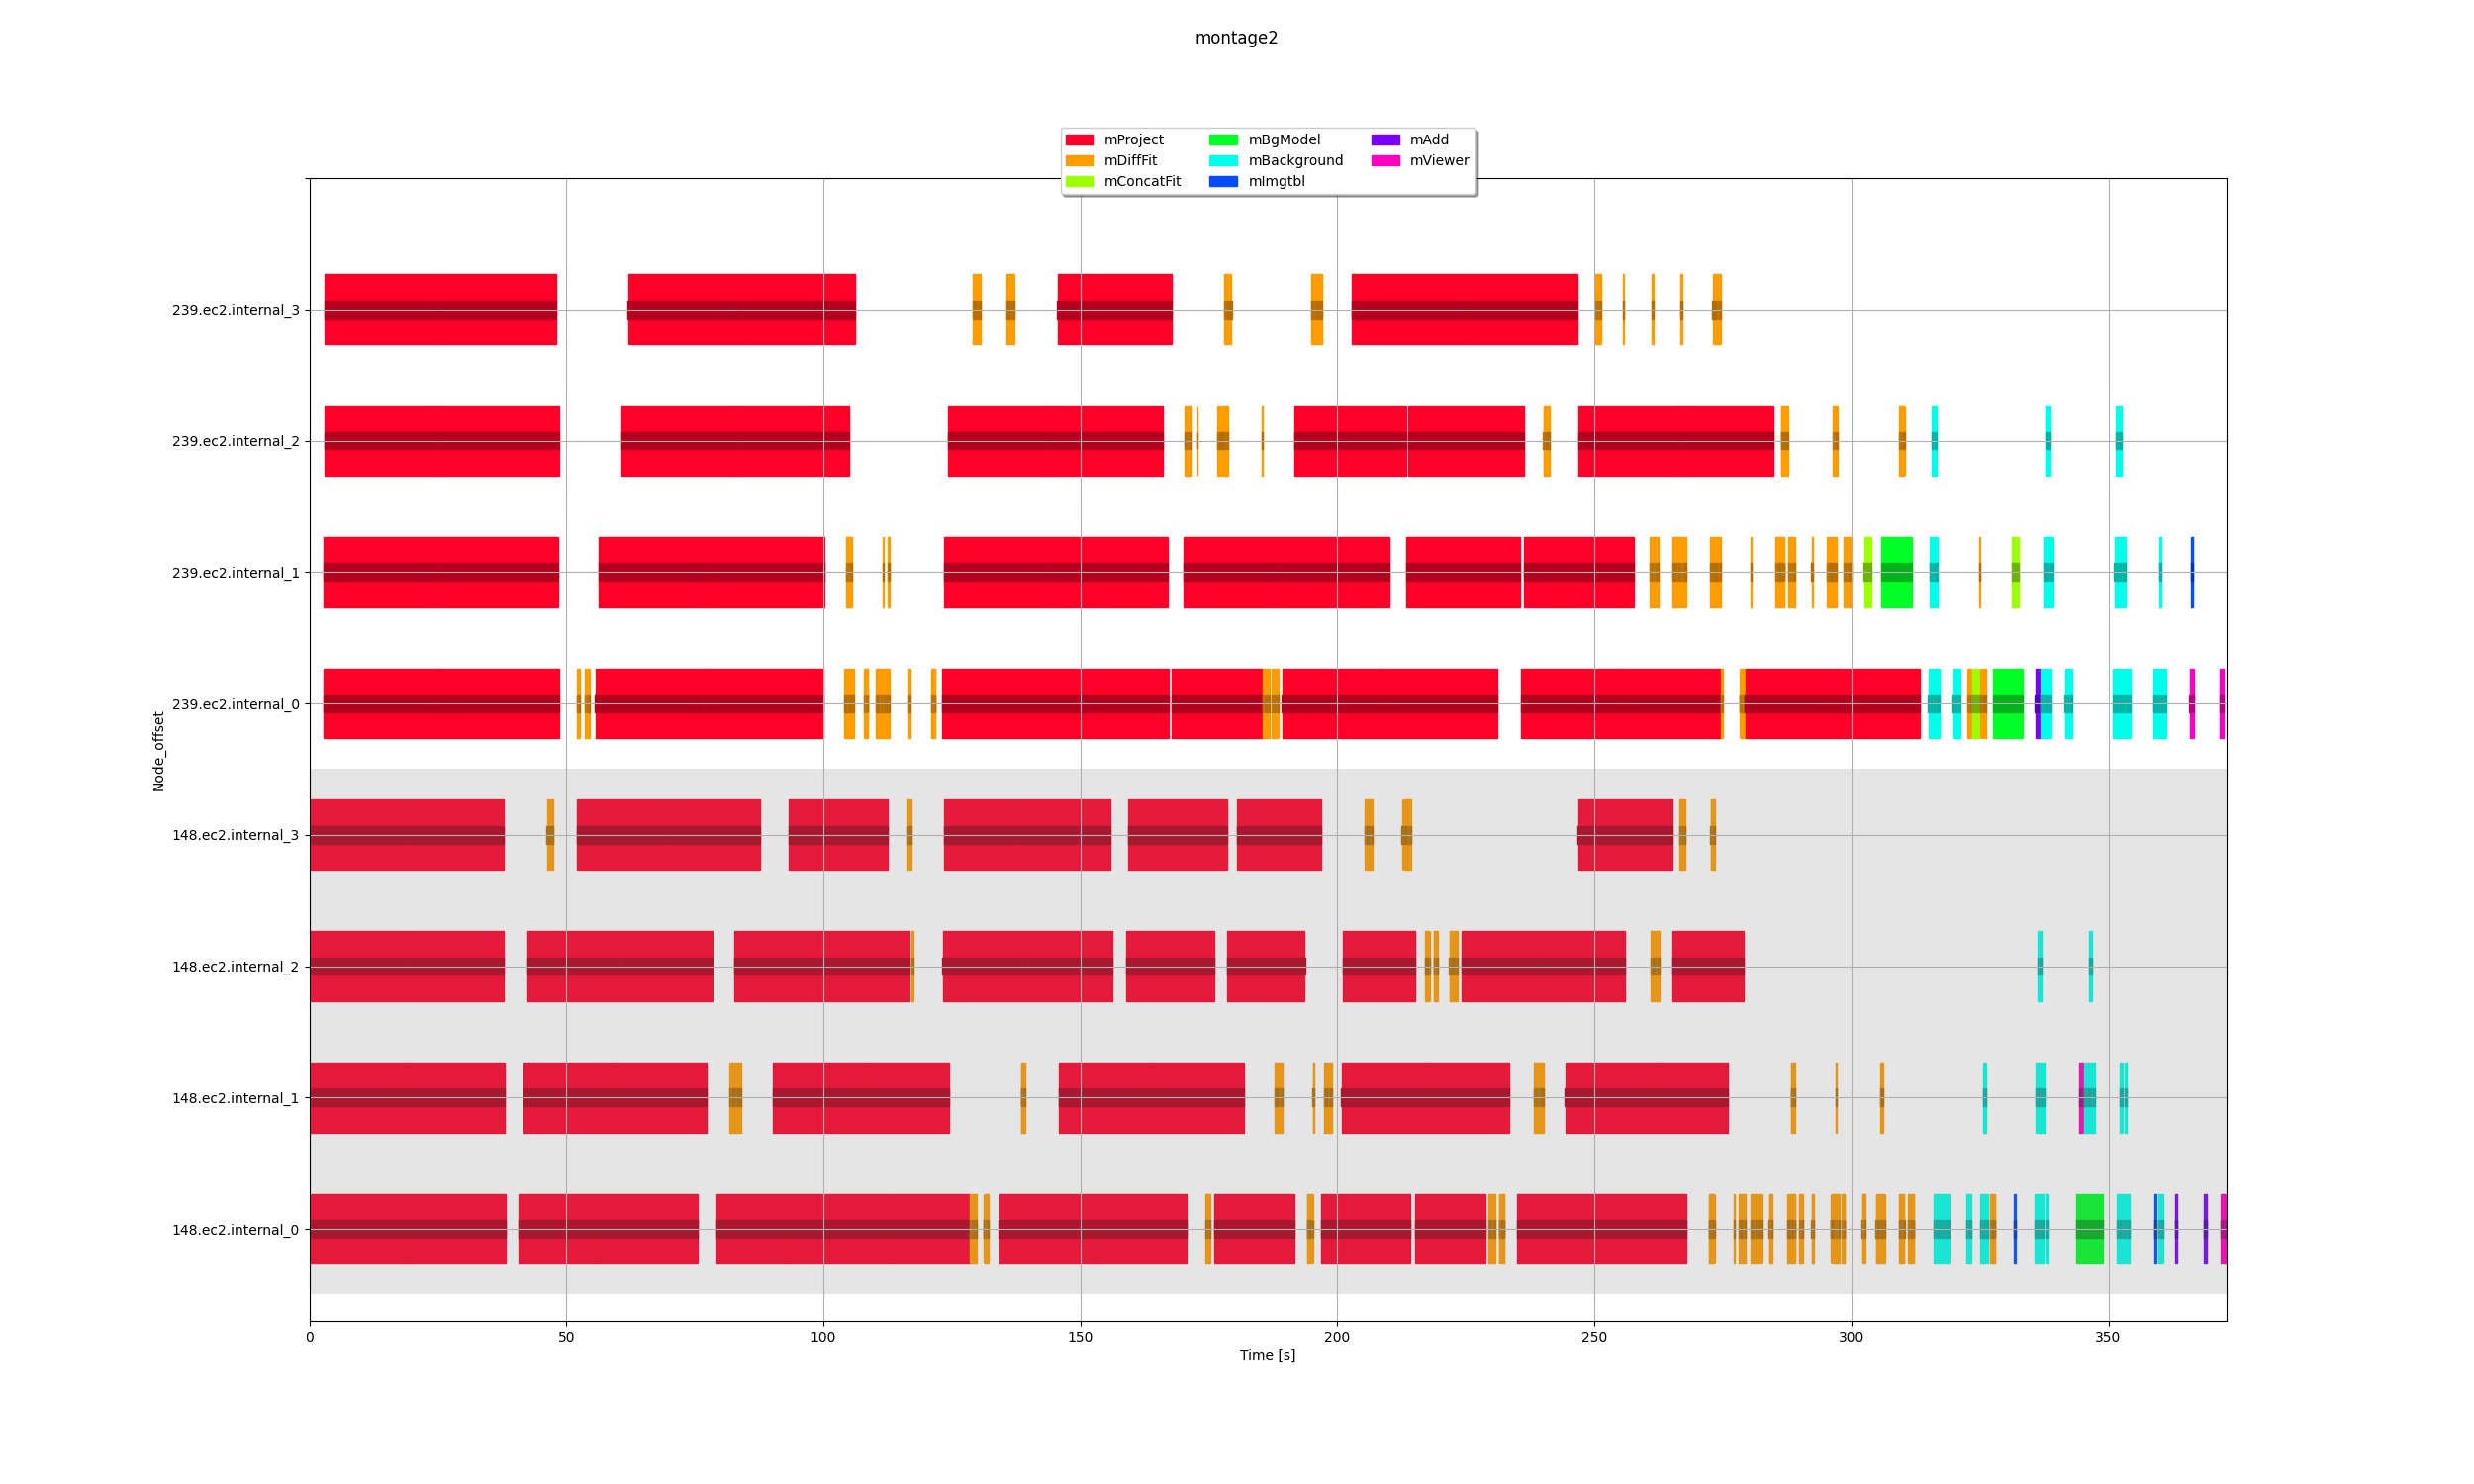 montage2
mProject mBgModel mAdd
mDiffFit mBackground mViewer
mConcatFit mImgtbl
239.ec2.internal_3
239.ec2.internal_2
239.ec2.internal_1
239.ec2.internal_0
Node_offset
148.ec2.internal_3
148.ec2.internal_2
148.ec2.internal_1
148.ec2.internal_0
0 50 100 150 200 250 300 350
Time [s]